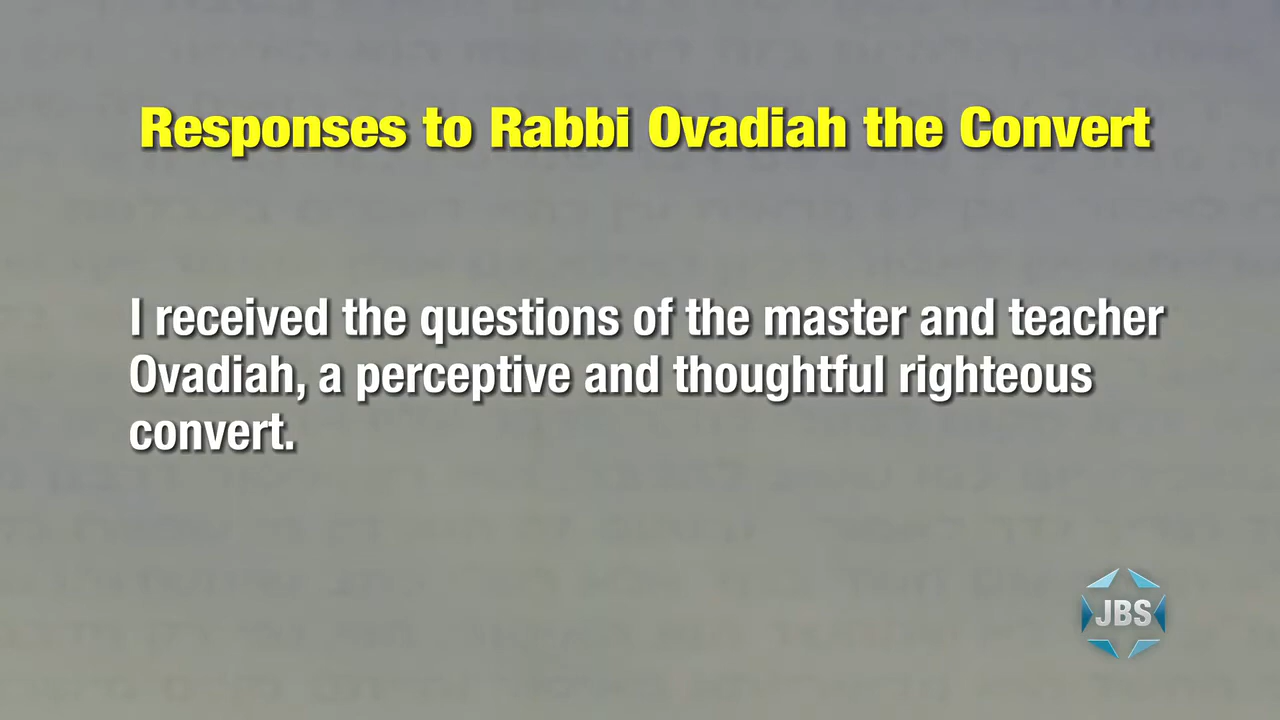 Responses to Rabbi Ovadiah the Convert
I received the questions of the master and teacher
Ovadiah, a perceptive and thoughtful righteous
convert.
JBS